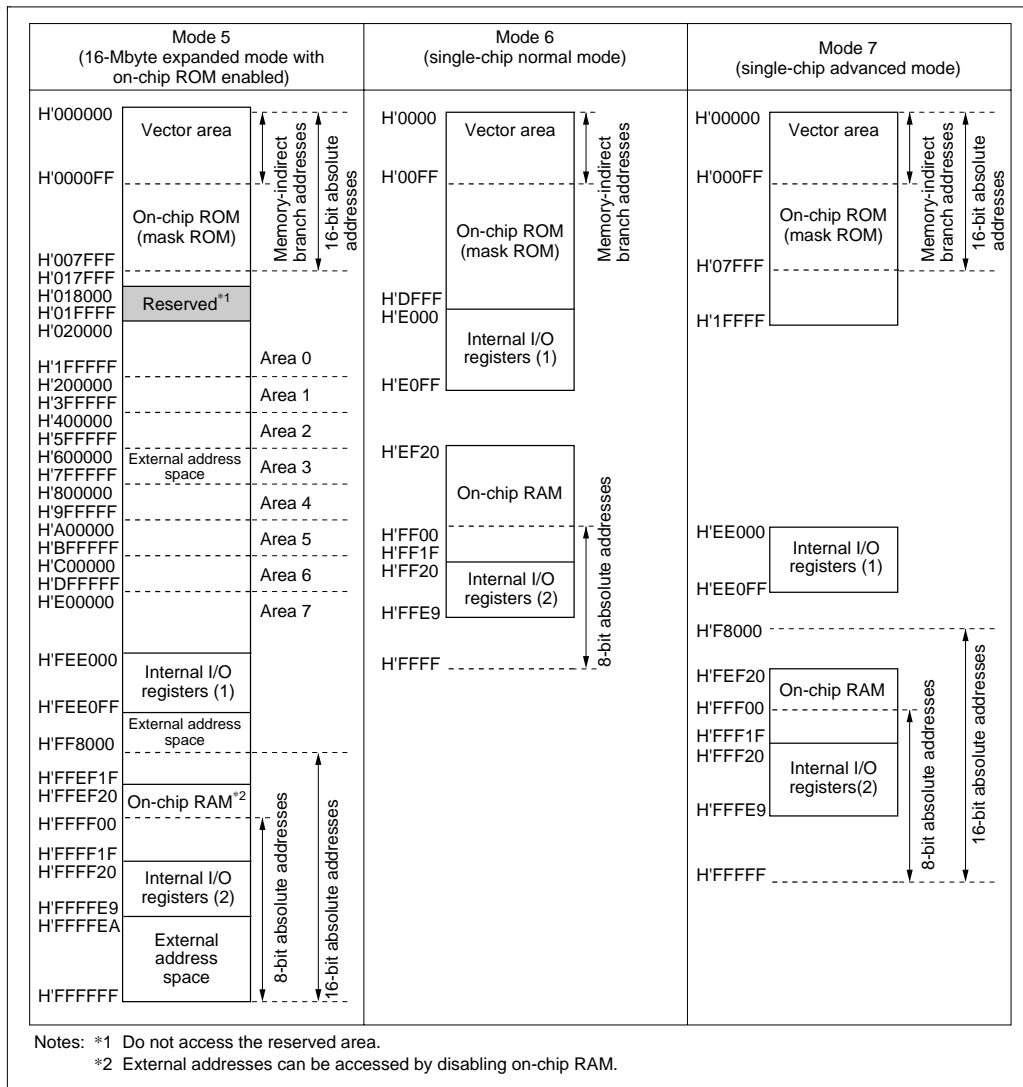 Mode 5
(16-Mbyte expanded mode with
on-chip ROM enabled)
H'000000
Vector area
H'0000FF
On-chip ROM
(mask ROM)
Memory-indirect
branch addresses
16-bit absolute
addresses
H'007FFF
H'017FFF
H'018000
Reserved*1
H'01FFFF
H'020000
Area 0
H'1FFFFF
H'200000
Area 1
H'3FFFFF
H'400000
Area 2
H'5FFFFF
H'600000
External address
space
Area 3
H'7FFFFF
H'800000
Area 4
H'9FFFFF
H'A00000
Area 5
H'BFFFFF
H'C00000
Area 6
H'DFFFFF
H'E00000
Area 7
H'FEE000
Internal I/O
registers (1)
H'FEE0FF
External address
space
H'FF8000
H'FFEF1F
H'FFEF20
On-chip RAM*2
H'FFFF00
H'FFFF1F
H'FFFF20
Internal I/O
registers (2)
H'FFFFE9
H'FFFFEA
External
address
space
H'FFFFFF
8-bit absolute addresses
16-bit absolute addresses
Mode 6
(single-chip normal mode)
H'0000
Vector area
H'00FF
On-chip ROM
(mask ROM)
Memory-indirect
branch addresses
H'DFFF
H'E000
Internal I/O
registers (1)
H'E0FF
H'EF20
On-chip RAM
H'FF00
H'FF1F
H'FF20
Internal I/O
registers (2)
H'FFE9
H'FFFF
8-bit absolute addresses
Mode 7
(single-chip advanced mode)
H'00000
Vector area
H'000FF
On-chip ROM
(mask ROM)
Memory-indirect
branch addresses
16-bit absolute
addresses
H'07FFF
H'1FFFF
H'EE000
Internal I/O
registers (1)
H'EE0FF
H'F8000
H'FEF20
On-chip RAM
H'FFF00
H'FFF1F
H'FFF20
Internal I/O
registers(2)
H'FFFE9
H'FFFFF
8-bit absolute addresses
16-bit absolute addresses
Notes: *1 Do not access the reserved area.
*2 External addresses can be accessed by disabling on-chip RAM.